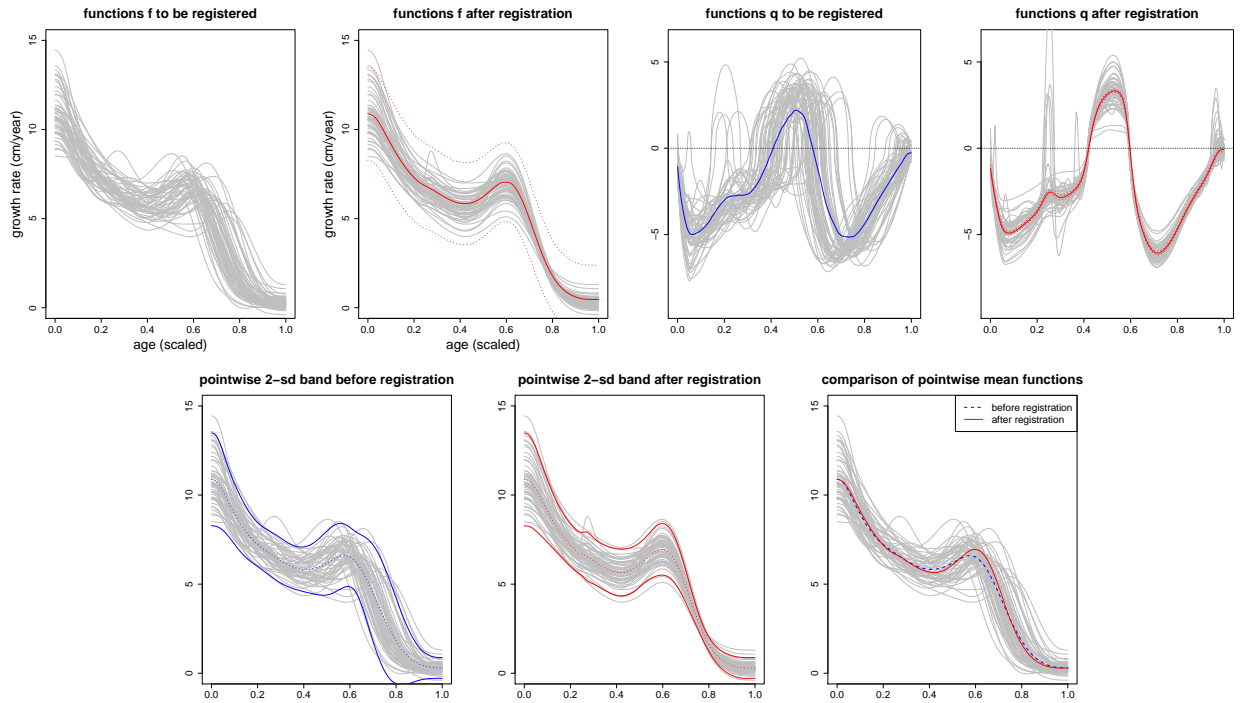 functions f to be registered
functions f after registration
functions q to be registered
functions q after registration
growth rate (cm/year)
0 5 10 15
0.0 0.2 0.4 0.6 0.8 1.0
age (scaled)
growth rate (cm/year)
0 5 10 15
0.0 0.2 0.4 0.6 0.8 1.0
age (scaled)
−5 0 5
0.0 0.2 0.4 0.6 0.8 1.0
−5 0 5
0.0 0.2 0.4 0.6 0.8 1.0
pointwise 2−sd band before registration
pointwise 2−sd band after registration
comparison of pointwise mean functions
0 5 10 15
0.0 0.2 0.4 0.6 0.8 1.0
0 5 10 15
0.0 0.2 0.4 0.6 0.8 1.0
before registration
after registration
0 5 10 15
0.0 0.2 0.4 0.6 0.8 1.0